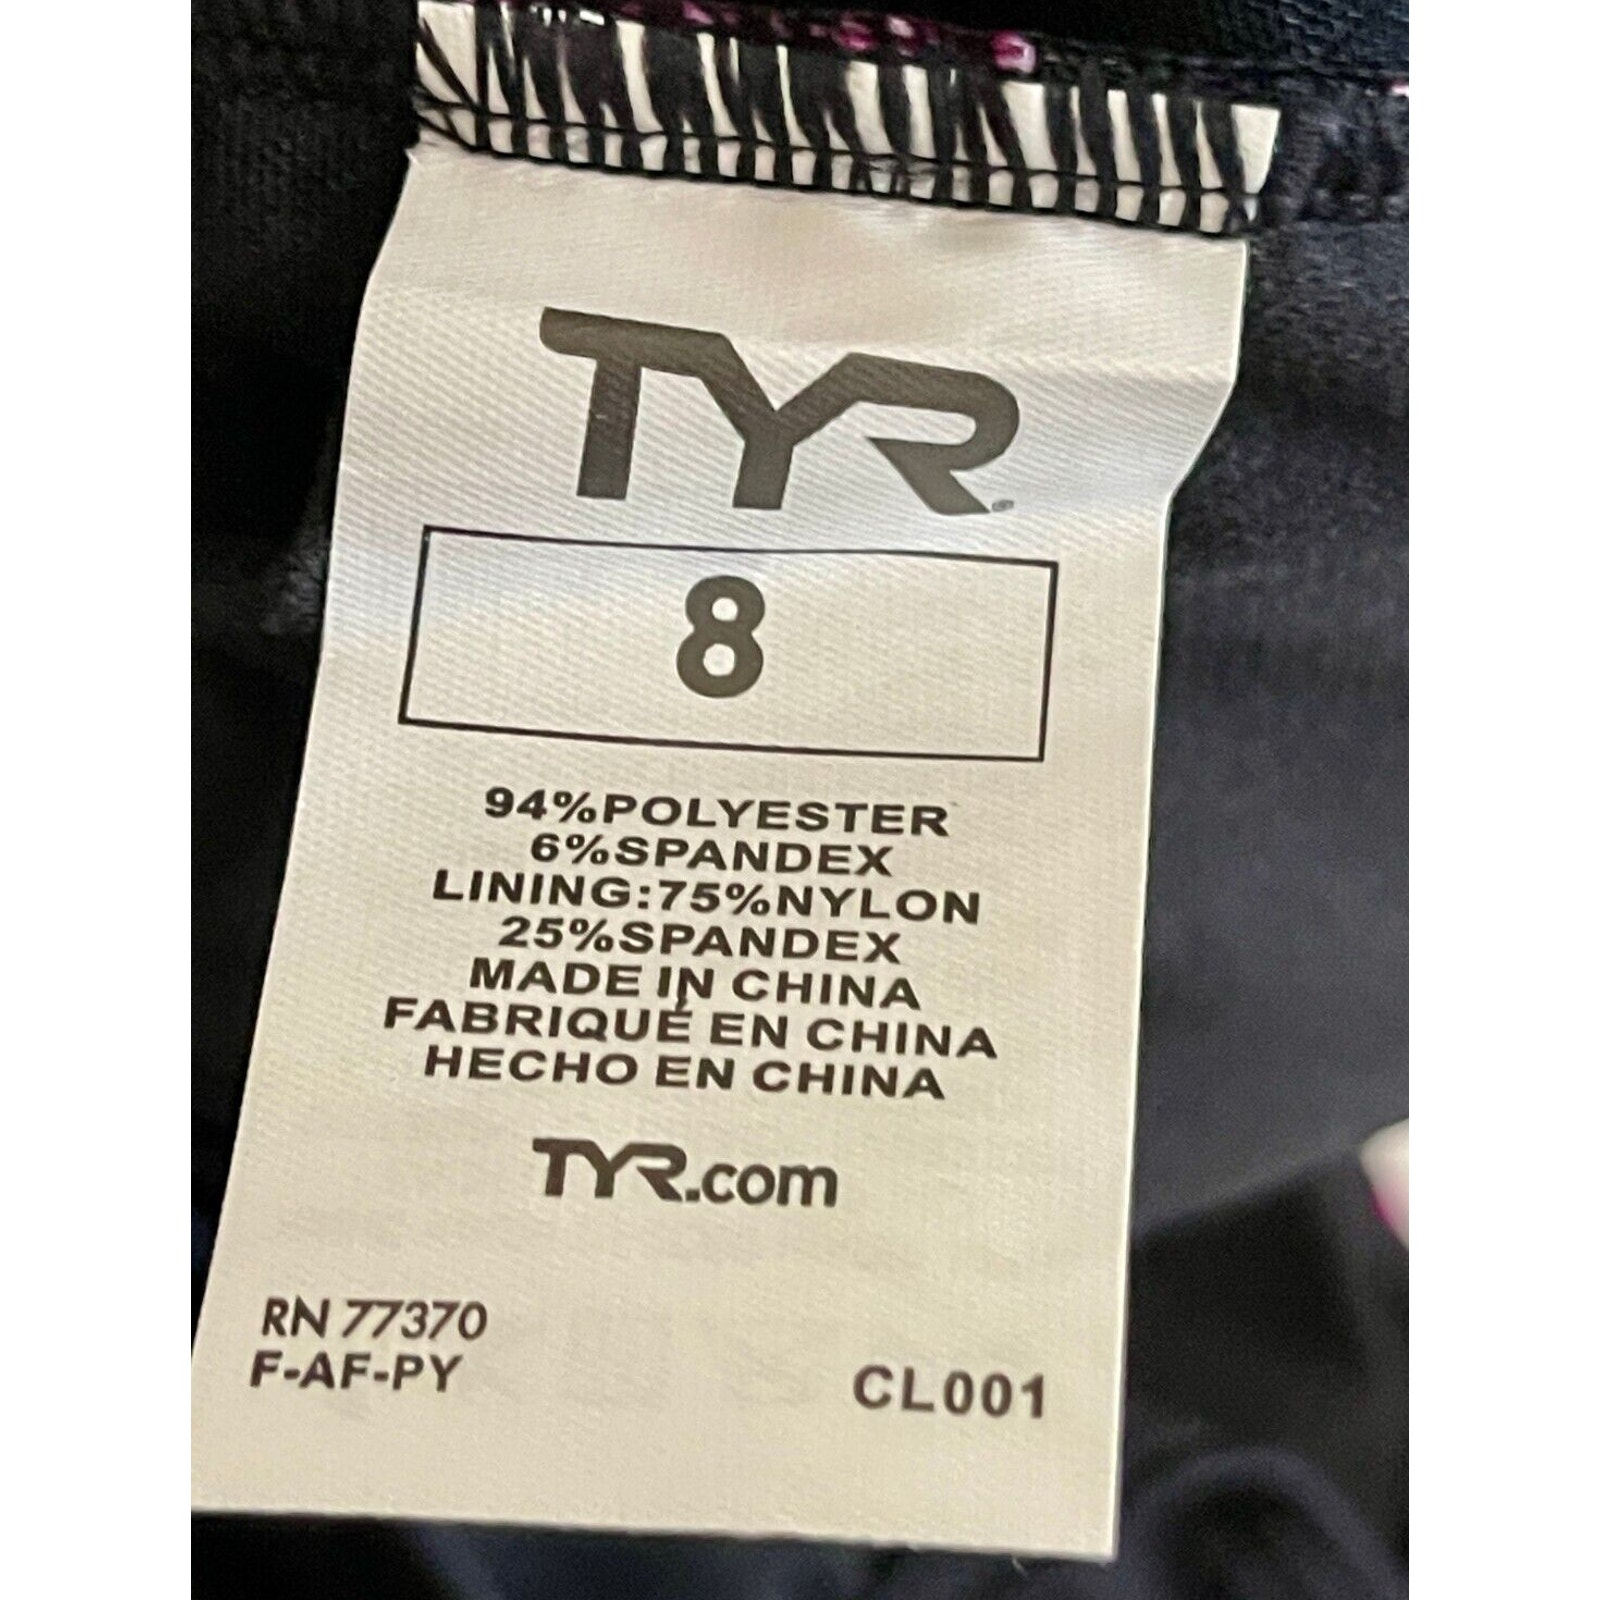 TYR
8
94%POLYESTER
6%SPANDEX
LINING:75%NYLON
25%SPANDEX
MADE IN CHINA
FABRIQUÉ EN CHINA
HECHO EN CHINA
TYR.com
RN 77370
F-AF-PY
CL001